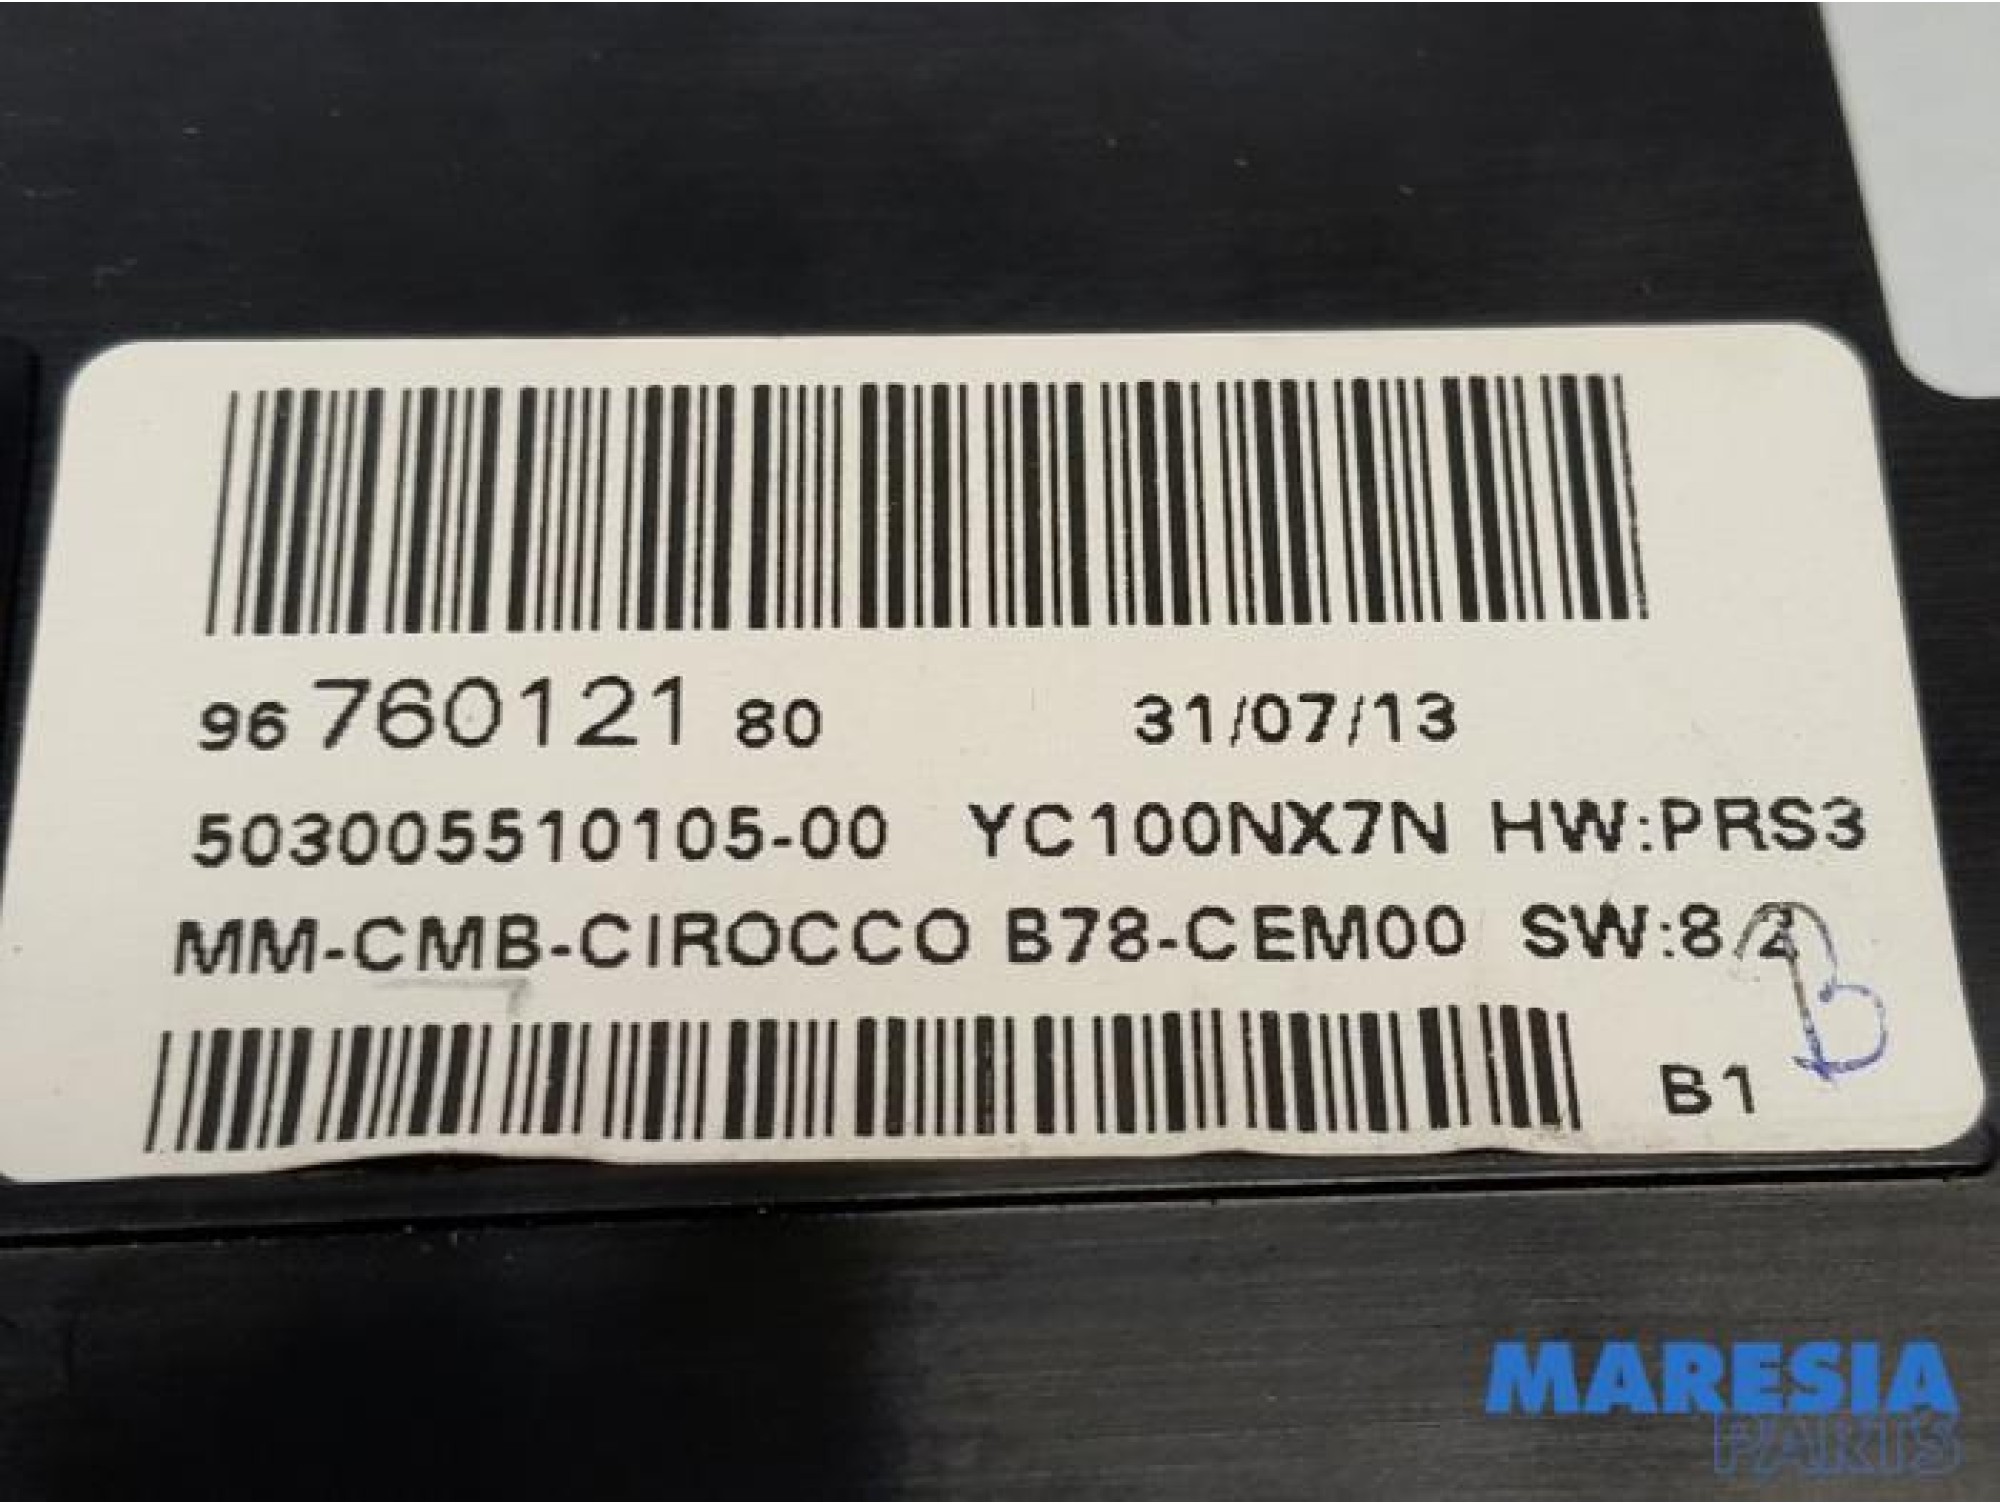 96 760121 80 31/07/13
503005510105-00 YC100NX7N HW:PRS3
MM-CMB-CIROCCO B78-CEM00 SW:8.2
B1
MARESIA
PARTS